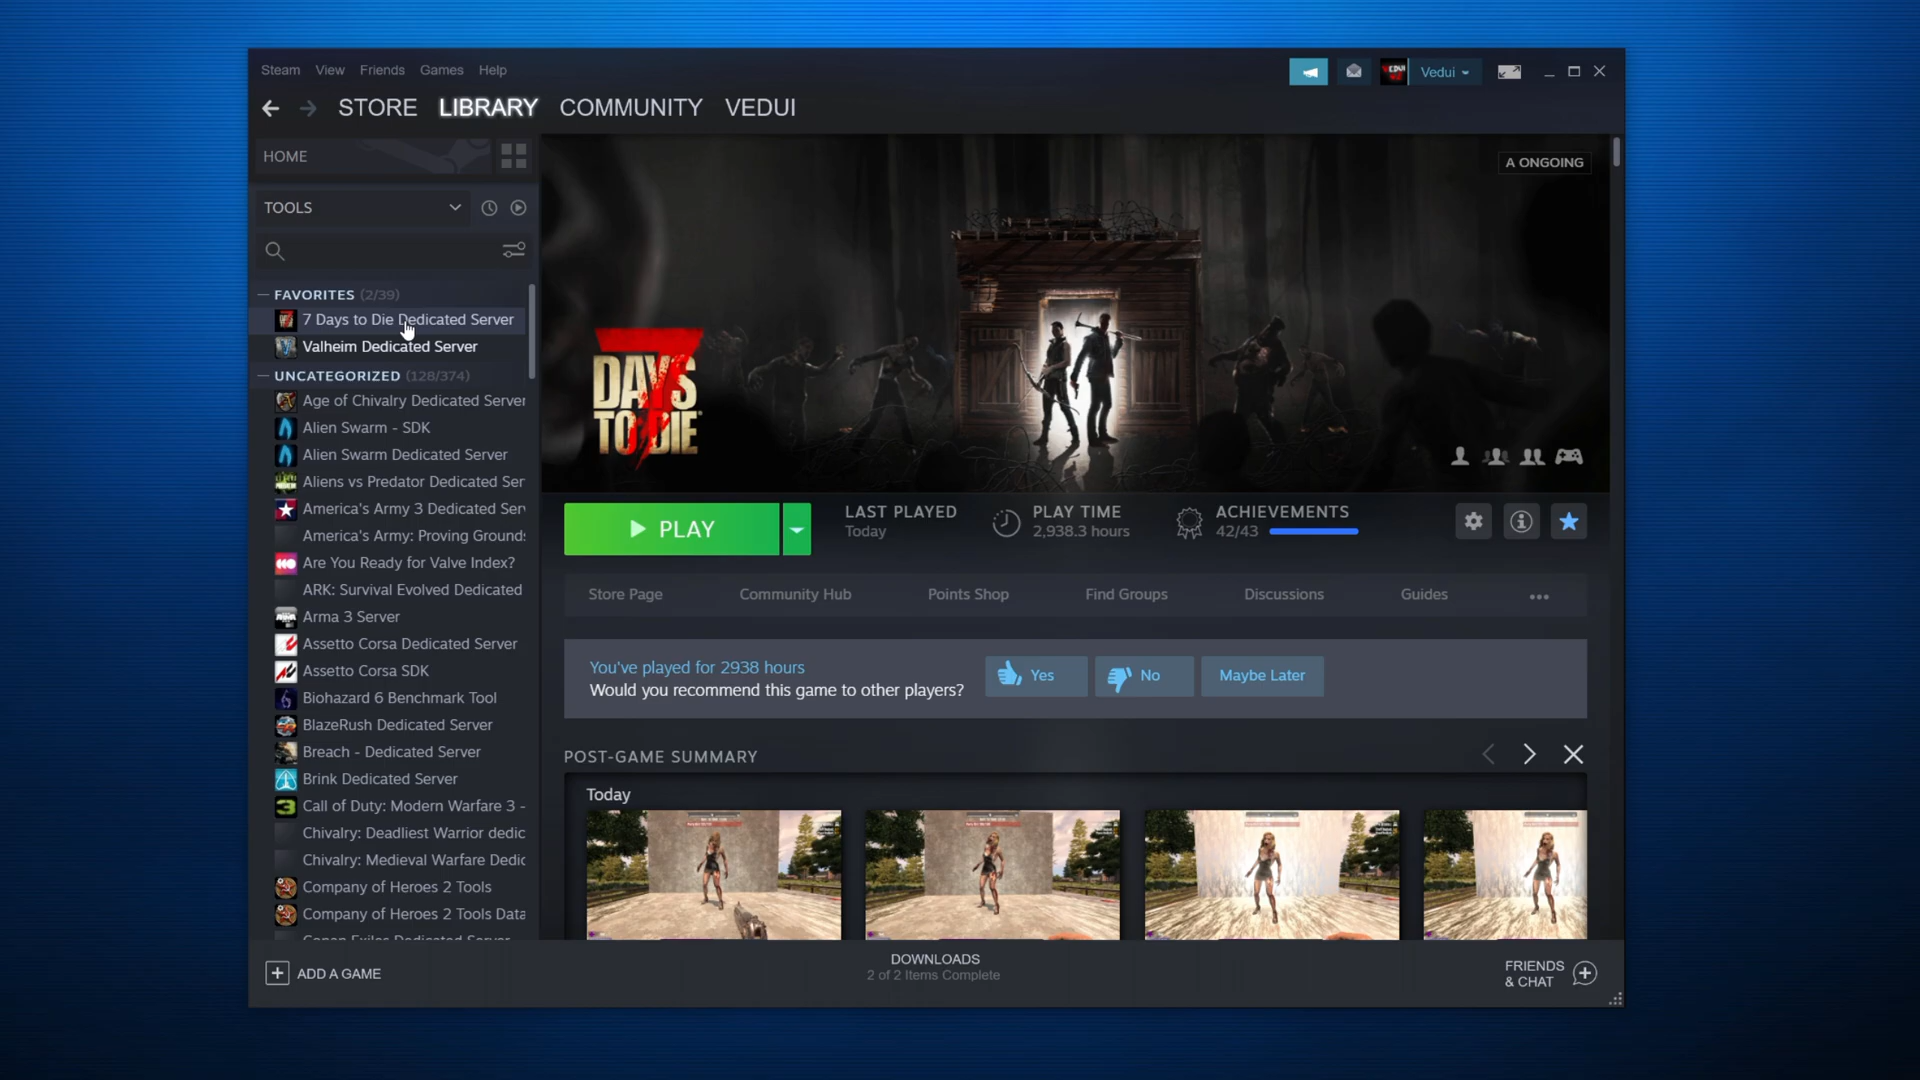 Steam View Friends Games Help
Vedui
STORE LIBRARY COMMUNITY VEDUI
HOME
TOOLS
FAVORITES (2/39)
7 Days to Die Dedicated Server
Valheim Dedicated Server
UNCATEGORIZED (128/374)
Age of Chivalry Dedicated Server
Alien Swarm - SDK
Alien Swarm Dedicated Server
Aliens vs Predator Dedicated Ser
America's Army 3 Dedicated Serv
America's Army: Proving Grounds
Are You Ready for Valve Index?
ARK: Survival Evolved Dedicated
Arma 3 Server
Assetto Corsa Dedicated Server
Assetto Corsa SDK
Biohazard 6 Benchmark Tool
BlazeRush Dedicated Server
Breach - Dedicated Server
Brink Dedicated Server
Call of Duty: Modern Warfare 3 -
Chivalry: Deadliest Warrior dedic
Chivalry: Medieval Warfare Dedic
Company of Heroes 2 Tools
Company of Heroes 2 Tools Data
Conan Exiles Dedicated Server
A ONGOING
7
DAYS
TO DIE
PLAY
LAST PLAYED
Today
PLAY TIME
2,938.3 hours
ACHIEVEMENTS
42/43
Store Page Community Hub Points Shop Find Groups Discussions Guides
You've played for 2938 hours
Would you recommend this game to other players?
Yes No Maybe Later
POST-GAME SUMMARY
Today
ADD A GAME
DOWNLOADS
2 of 2 Items Complete
FRIENDS
& CHAT